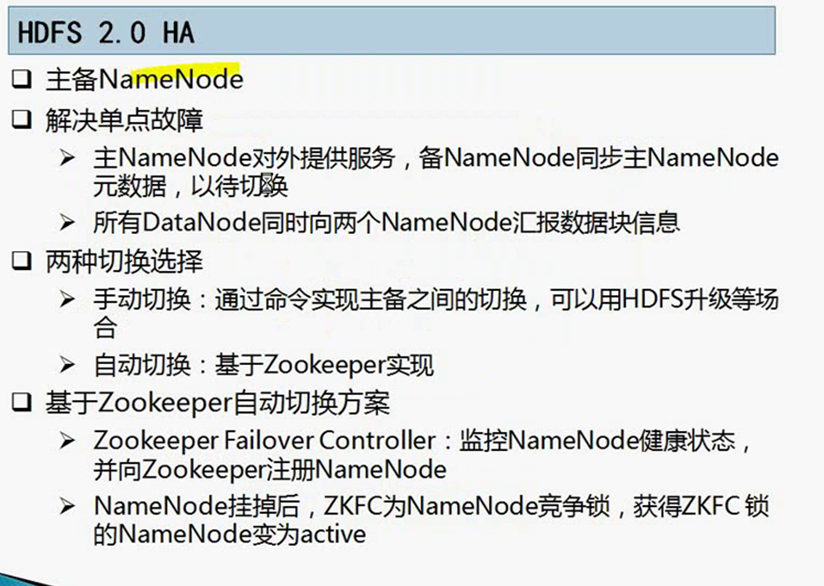 HDFS 2.0 HA
主备NameNode
解决单点故障
主NameNode对外提供服务，备NameNode同步主NameNode
元数据，以待切换
所有DataNode同时向两个NameNode汇报数据块信息
两种切换选择
手动切换：通过命令实现主备之间的切换，可以用HDFS升级等场
合
自动切换：基于Zookeeper实现
基于Zookeeper自动切换方案
Zookeeper Failover Controller：监控NameNode健康状态，
并向Zookeeper注册NameNode
NameNode挂掉后，ZKFC为NameNode竞争锁，获得ZKFC 锁
的NameNode变为active